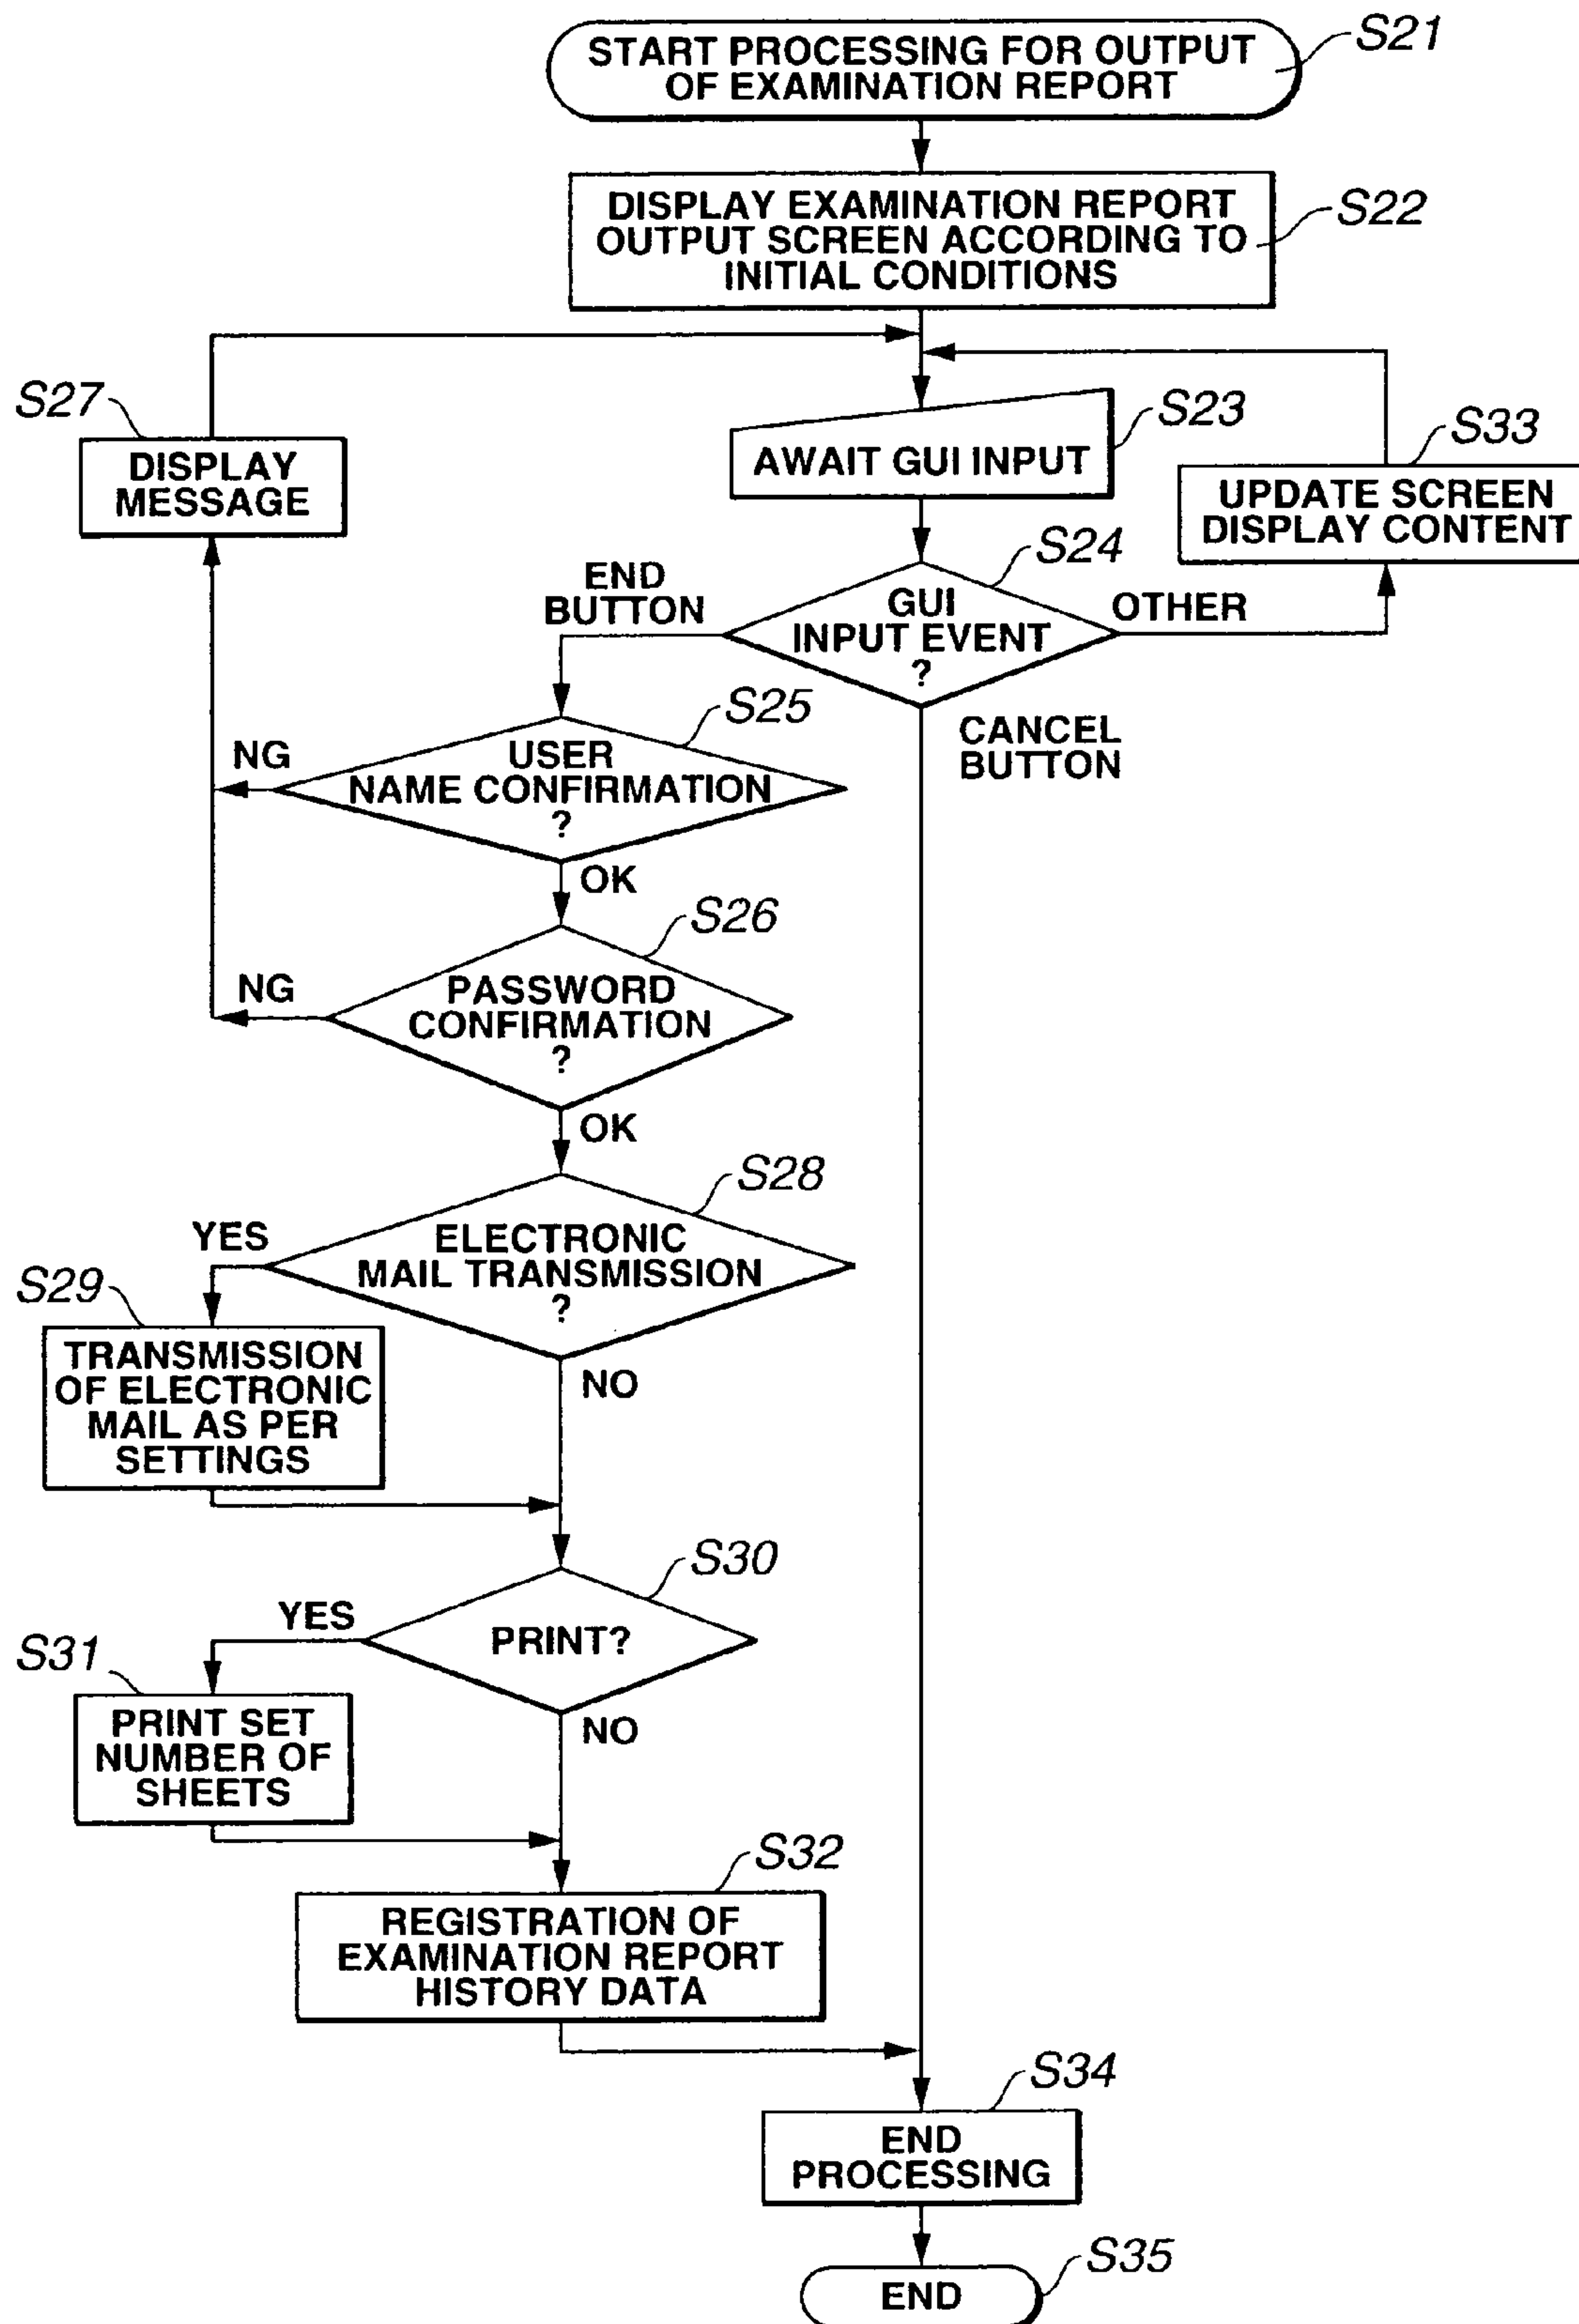 START PROCESSING FOR OUTPUT
OF EXAMINATION REPORT
S21
DISPLAY EXAMINATION REPORT
OUTPUT SCREEN ACCORDING TO
INITIAL CONDITIONS
S22
S27
DISPLAY
MESSAGE
AWAIT GUI INPUT
S23
S33
UPDATE SCREEN
DISPLAY CONTENT
S24
END
BUTTON
GUI
INPUT EVENT
?
OTHER
CANCEL
BUTTON
S25
NG
USER
NAME CONFIRMATION
?
OK
S26
NG
PASSWORD
CONFIRMATION
?
OK
S28
YES
ELECTRONIC
MAIL TRANSMISSION
?
NO
S29
TRANSMISSION
OF ELECTRONIC
MAIL AS PER
SETTINGS
S30
YES
PRINT?
NO
S31
PRINT SET
NUMBER OF
SHEETS
S32
REGISTRATION OF
EXAMINATION REPORT
HISTORY DATA
S34
END
PROCESSING
S35
END